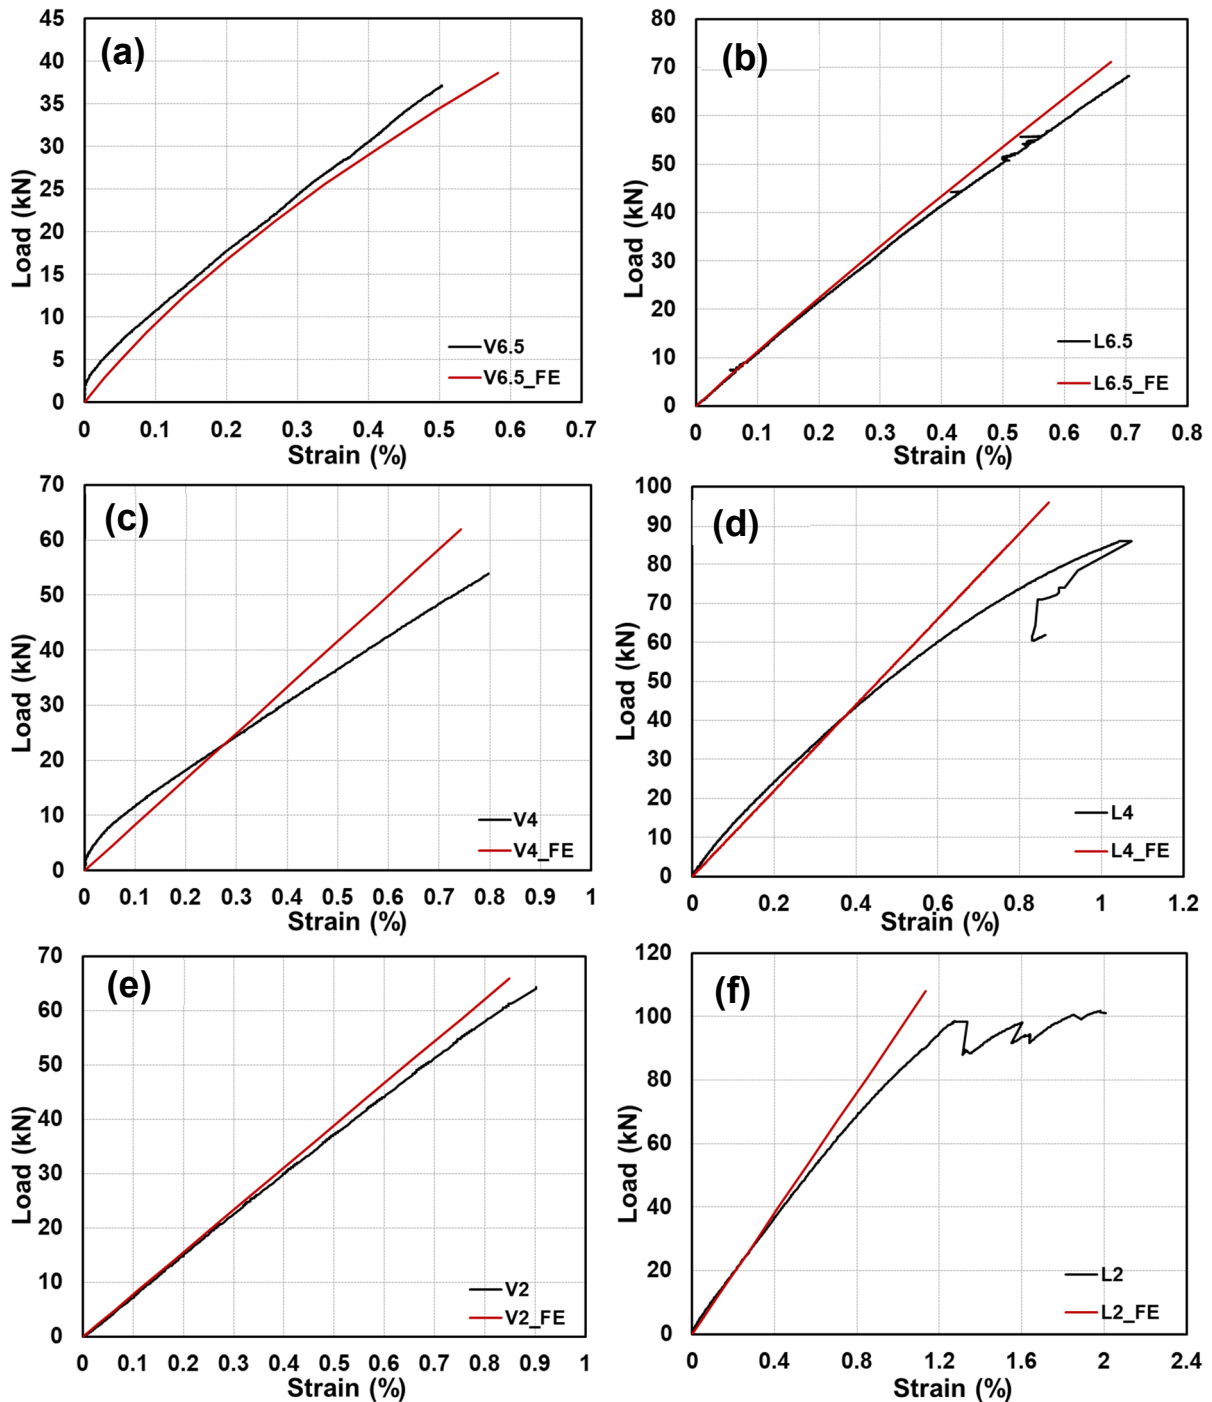 (a)
45
40
35
30
25
20
15
10
5
0
Load (kN)
V6.5
V6.5_FE
0 0.1 0.2 0.3 0.4 0.5 0.6 0.7
Strain (%)
(b)
80
70
60
50
40
30
20
10
0
Load (kN)
L6.5
L6.5_FE
0 0.1 0.2 0.3 0.4 0.5 0.6 0.7 0.8
Strain (%)
(c)
70
60
50
40
30
20
10
0
Load (kN)
V4
V4_FE
0 0.1 0.2 0.3 0.4 0.5 0.6 0.7 0.8 0.9 1
Strain (%)
(d)
100
90
80
70
60
50
40
30
20
10
0
Load (kN)
L4
L4_FE
0 0.2 0.4 0.6 0.8 1 1.2
Strain (%)
(e)
70
60
50
40
30
20
10
0
Load (kN)
V2
V2_FE
0 0.1 0.2 0.3 0.4 0.5 0.6 0.7 0.8 0.9 1
Strain (%)
(f)
120
100
80
60
40
20
0
Load (kN)
L2
L2_FE
0 0.4 0.8 1.2 1.6 2 2.4
Strain (%)